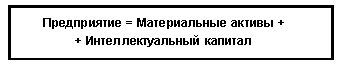 Предприятие = Материальные активы +
+ Интеллектуальный капитал